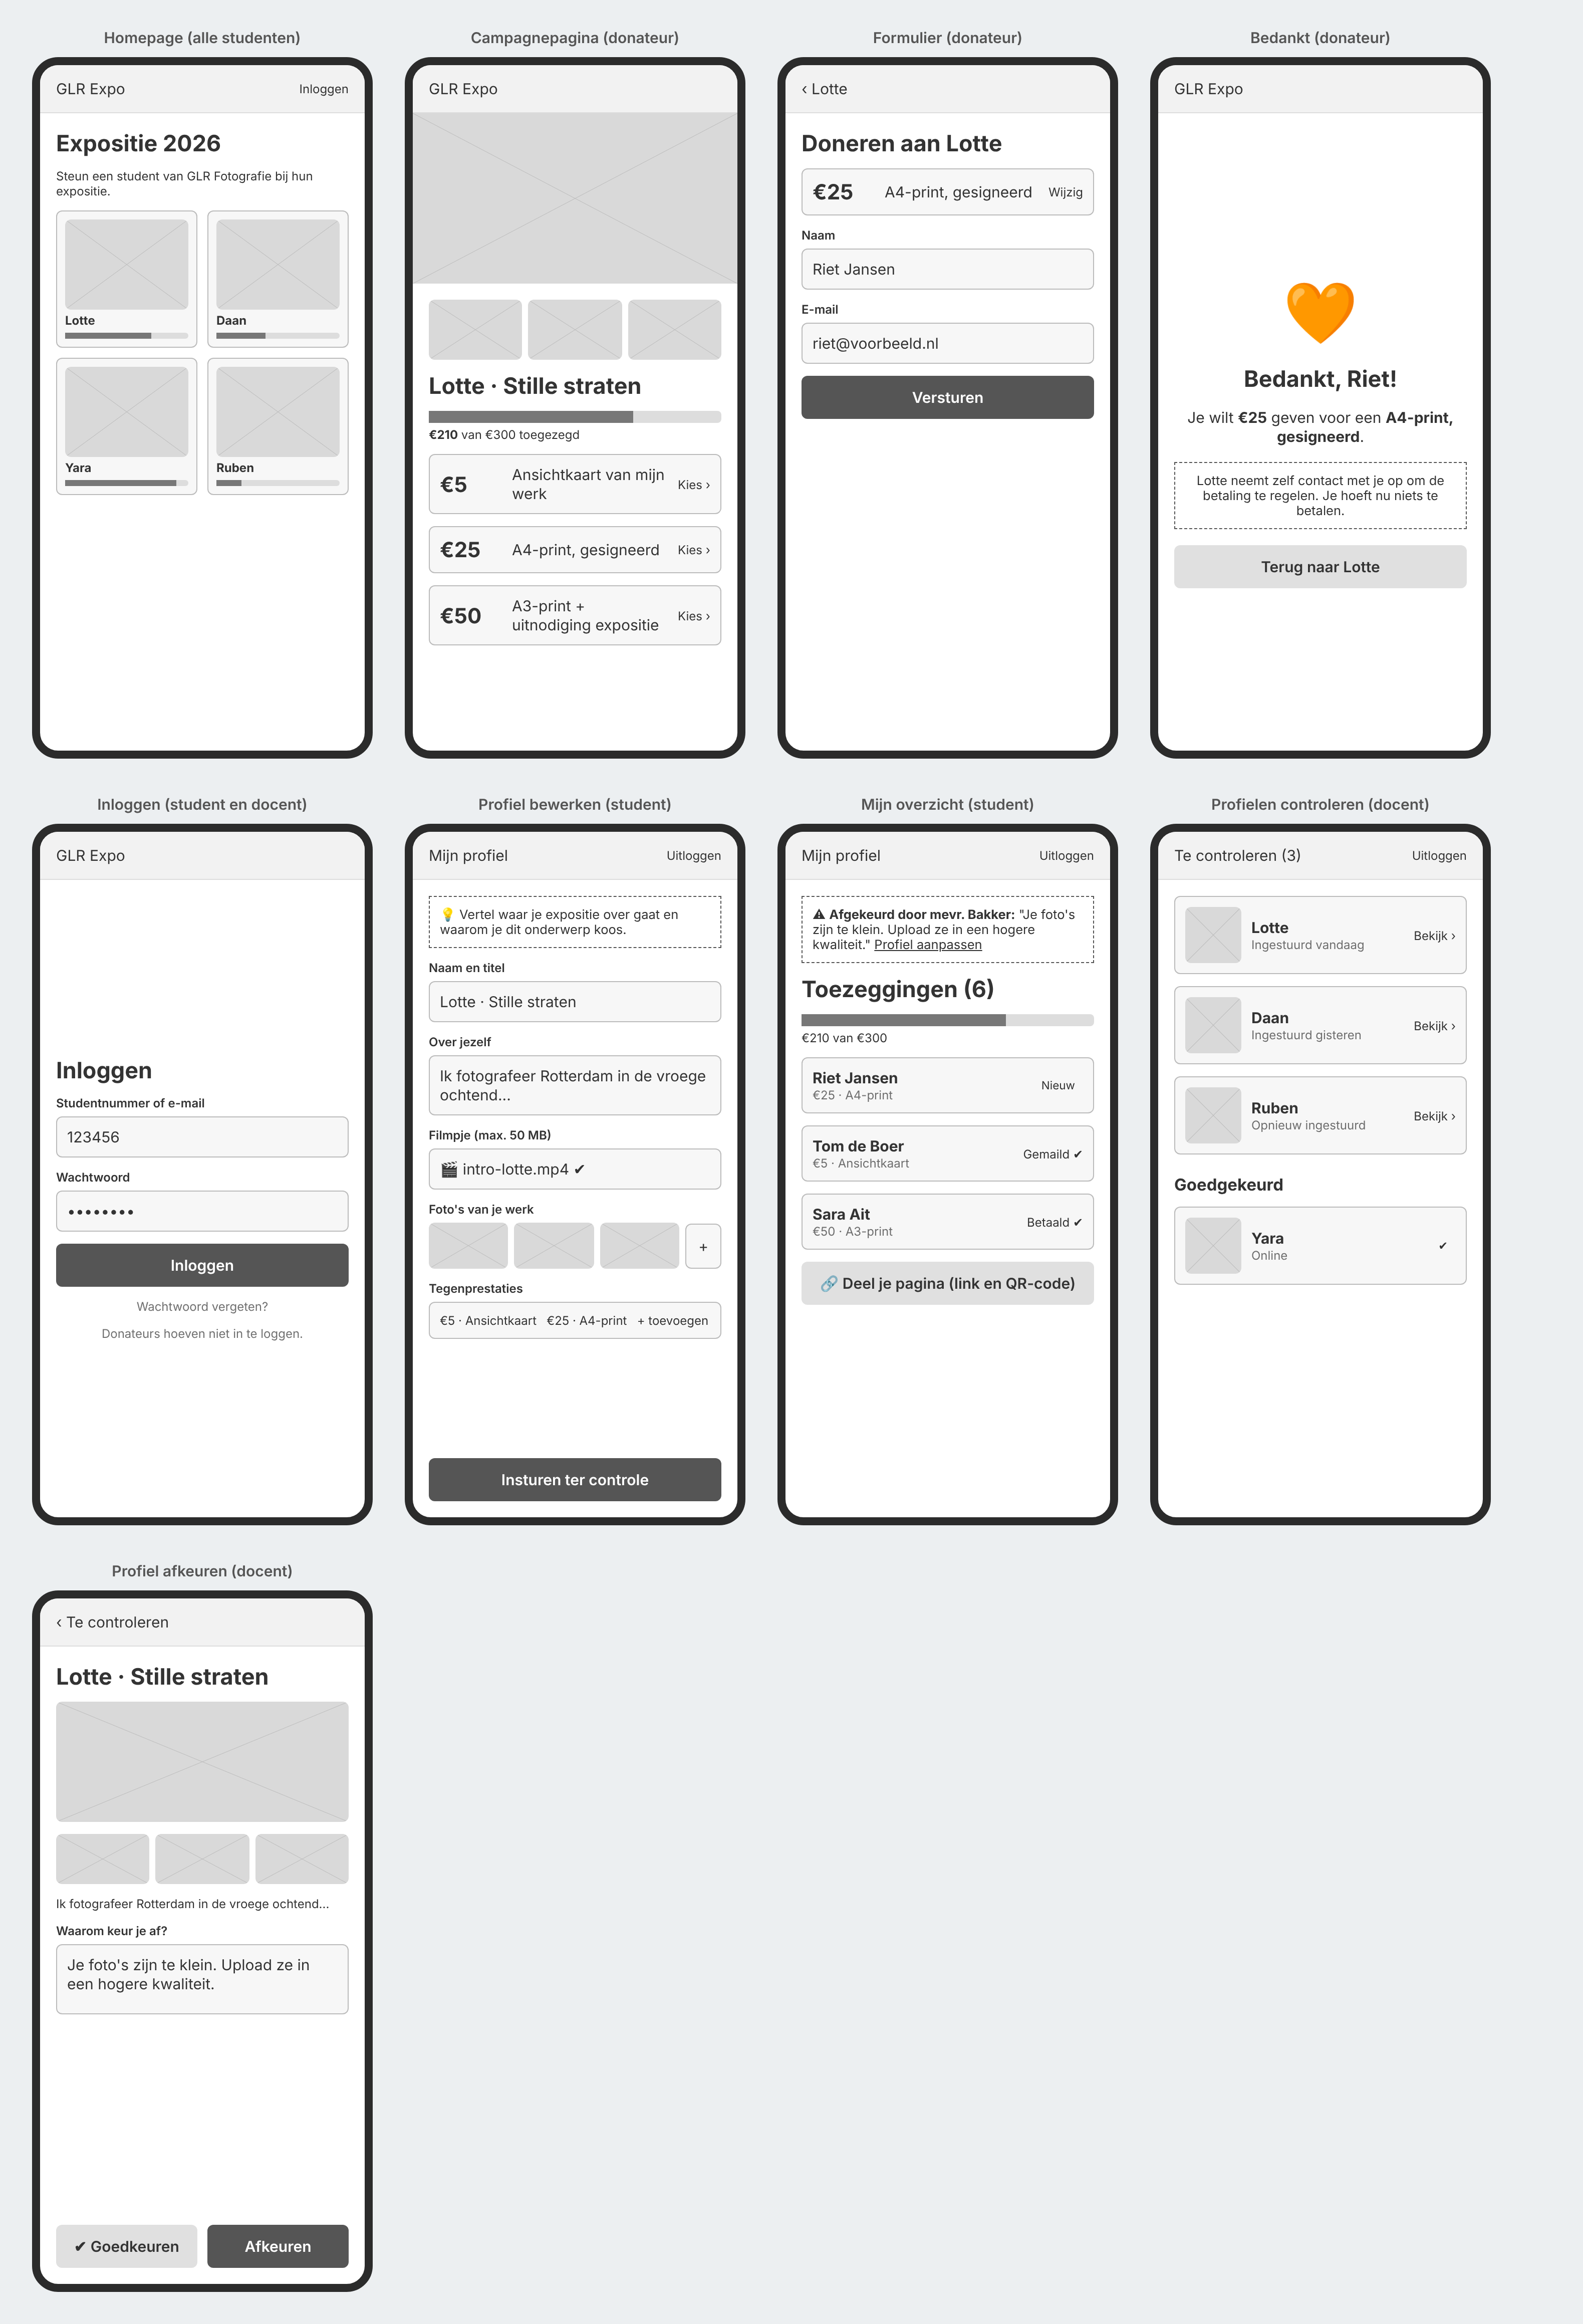 Homepage (alle studenten)
GLR Expo
Inloggen
Expositie 2026
Steun een student van GLR Fotografie bij hun
expositie.
Lotte
Daan
Yara
Ruben
Campagnepagina (donateur)
GLR Expo
Lotte · Stille straten
€210 van €300 toegezegd
€5
Ansichtkaart van mijn
werk
Kies ›
€25
A4-print, gesigneerd
Kies ›
€50
A3-print +
uitnodiging expositie
Kies ›
Formulier (donateur)
‹ Lotte
Doneren aan Lotte
€25
A4-print, gesigneerd
Wijzig
Naam
Riet Jansen
E-mail
riet@voorbeeld.nl
Versturen
Bedankt (donateur)
GLR Expo
🧡
Bedankt, Riet!
Je wilt €25 geven voor een A4-print,
gesigneerd.
Lotte neemt zelf contact met je op om de
betaling te regelen. Je hoeft nu niets te
betalen.
Terug naar Lotte
Inloggen (student en docent)
GLR Expo
Inloggen
Studentnummer of e-mail
123456
Wachtwoord
••••••••
Inloggen
Wachtwoord vergeten?
Donateurs hoeven niet in te loggen.
Profiel bewerken (student)
Mijn profiel
Uitloggen
💡 Vertel waar je expositie over gaat en
waarom je dit onderwerp koos.
Naam en titel
Lotte · Stille straten
Over jezelf
Ik fotografeer Rotterdam in de vroege
ochtend...
Filmpje (max. 50 MB)
🎬 intro-lotte.mp4 ✔
Foto's van je werk
+
Tegenprestaties
€5 · Ansichtkaart €25 · A4-print + toevoegen
Insturen ter controle
Mijn overzicht (student)
Mijn profiel
Uitloggen
⚠ Afgekeurd door mevr. Bakker: "Je foto's
zijn te klein. Upload ze in een hogere
kwaliteit." Profiel aanpassen
Toezeggingen (6)
€210 van €300
Riet Jansen
€25 · A4-print
Nieuw
Tom de Boer
€5 · Ansichtkaart
Gemaild ✔
Sara Ait
€50 · A3-print
Betaald ✔
🔗 Deel je pagina (link en QR-code)
Profielen controleren (docent)
Te controleren (3)
Uitloggen
Lotte
Ingestuurd vandaag
Bekijk ›
Daan
Ingestuurd gisteren
Bekijk ›
Ruben
Opnieuw ingestuurd
Bekijk ›
Goedgekeurd
Yara
Online
✔
Profiel afkeuren (docent)
‹ Te controleren
Lotte · Stille straten
Ik fotografeer Rotterdam in de vroege ochtend...
Waarom keur je af?
Je foto's zijn te klein. Upload ze in
een hogere kwaliteit.
✔ Goedkeuren
Afkeuren